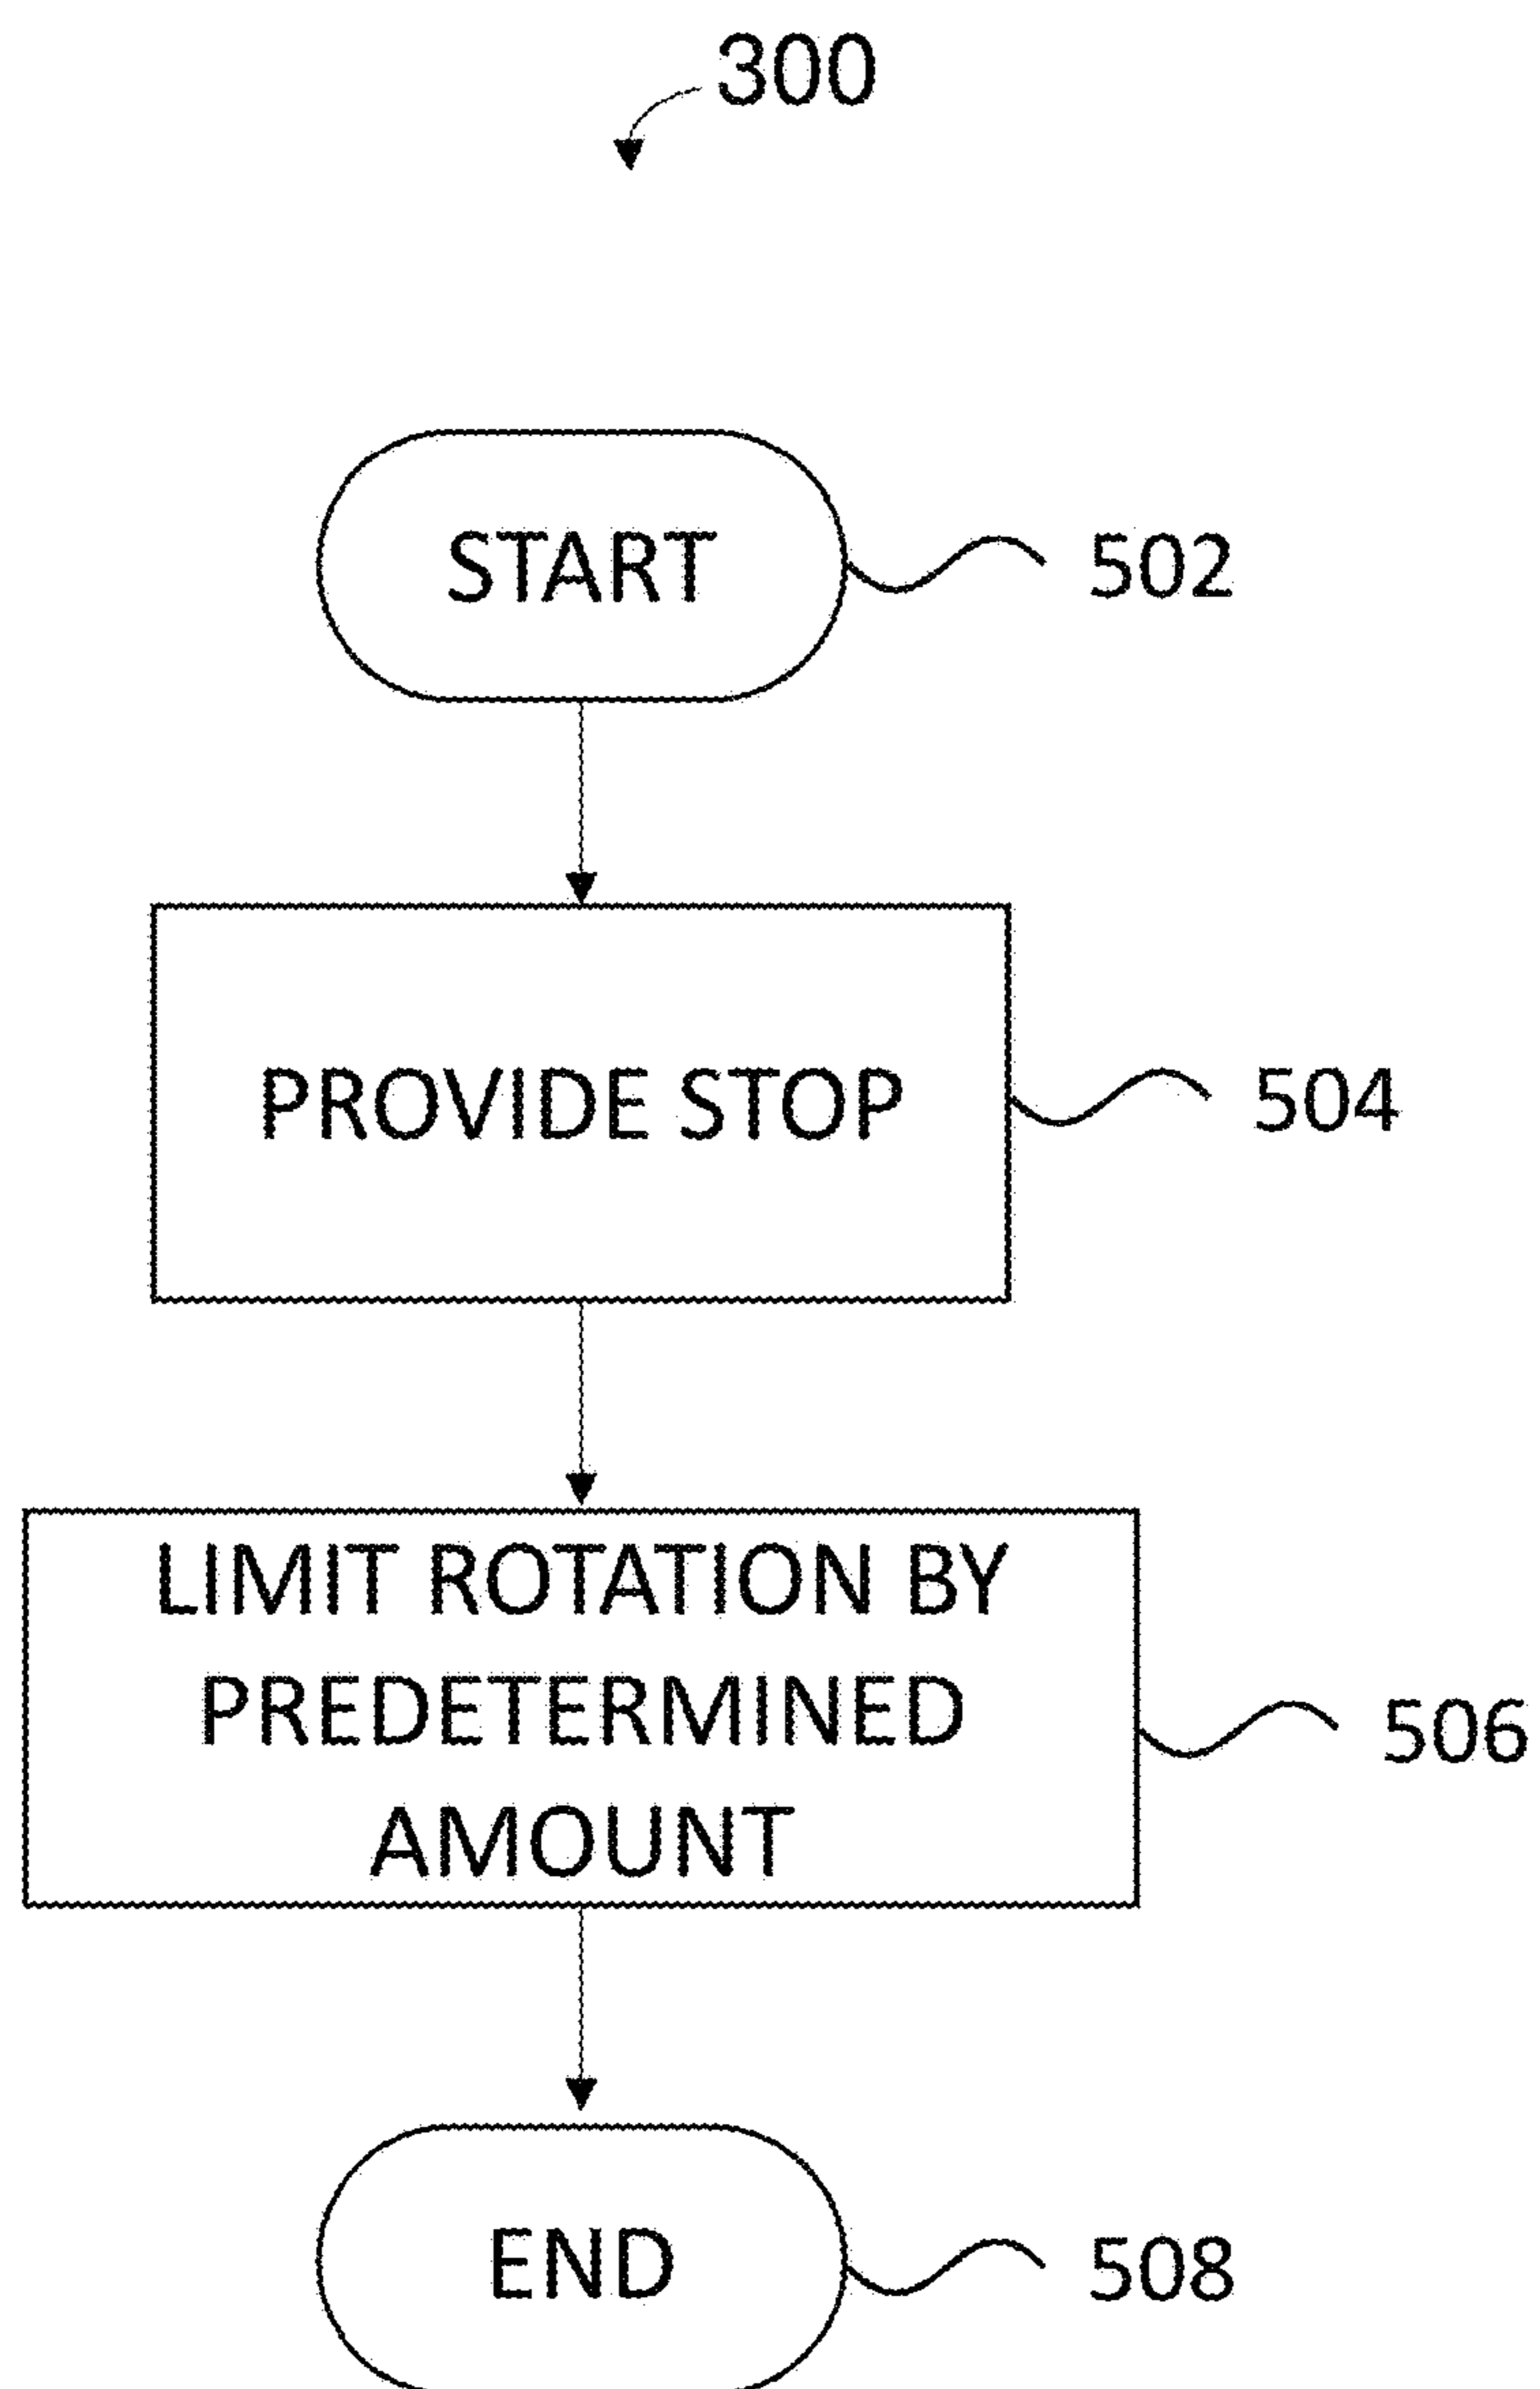 300
START
502
PROVIDE STOP
504
LIMIT ROTATION BY
PREDETERMINED
AMOUNT
506
END
508